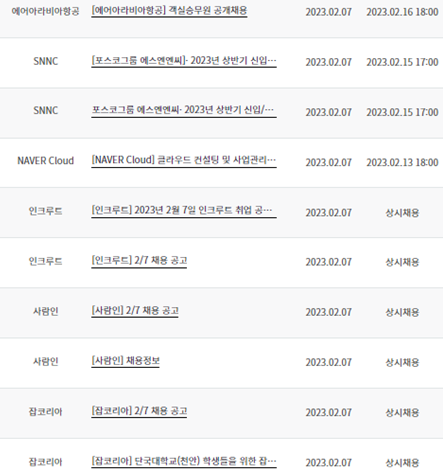 에어아라비아항공 [에어아라비아항공] 객실승무원 공개채용 2023.02.07 2023.02.16 18:00
SNNC [포스코그룹 에스엔엔씨]- 2023년 상반기 신입… 2023.02.07 2023.02.15 17:00
SNNC 포스코그룹 에스엔엔씨- 2023년 상반기 신입/… 2023.02.07 2023.02.15 17:00
NAVER Cloud [NAVER Cloud] 클라우드 컨설팅 및 사업관리… 2023.02.07 2023.02.13 18:00
인크루트 [인크루트] 2023년 2월 7일 인크루트 취업 공… 2023.02.07 상시채용
인크루트 [인크루트] 2/7 채용 공고 2023.02.07 상시채용
사람인 [사람인] 2/7 채용 공고 2023.02.07 상시채용
사람인 [사람인] 채용정보 2023.02.07 상시채용
잡코리아 [잡코리아] 2/7 채용 공고 2023.02.07 상시채용
잡코리아 [잡코리아] 단국대학교(천안) 학생들을 위한 잡… 2023.02.07 상시채용